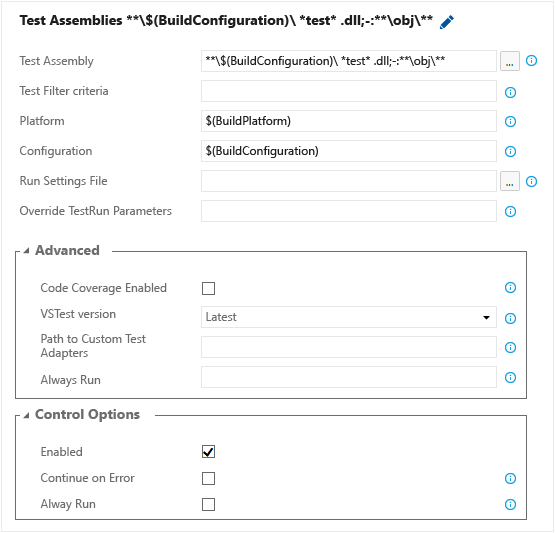 Test Assemblies **\$(BuildConfiguration)\ *test* .dll;-:**\obj\**
Test Assembly **\$(BuildConfiguration)\ *test* .dll;-:**\obj\** ...
Test Filter criteria
Platform $(BuildPlatform)
Configuration $(BuildConfiguration)
Run Settings File ...
Override TestRun Parameters
Advanced
Code Coverage Enabled
VSTest version Latest
Path to Custom Test
Adapters
Always Run
Control Options
Enabled
Continue on Error
Alway Run